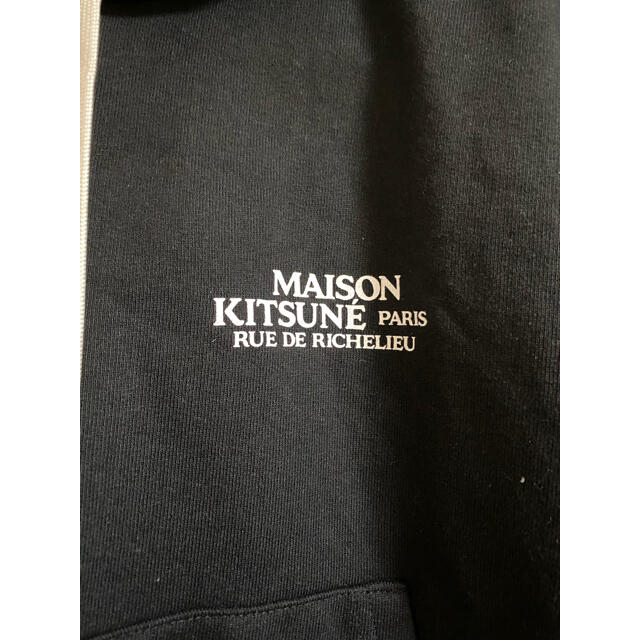 MAISON
KITSUNÉ PARIS
RUE DE RICHELIEU